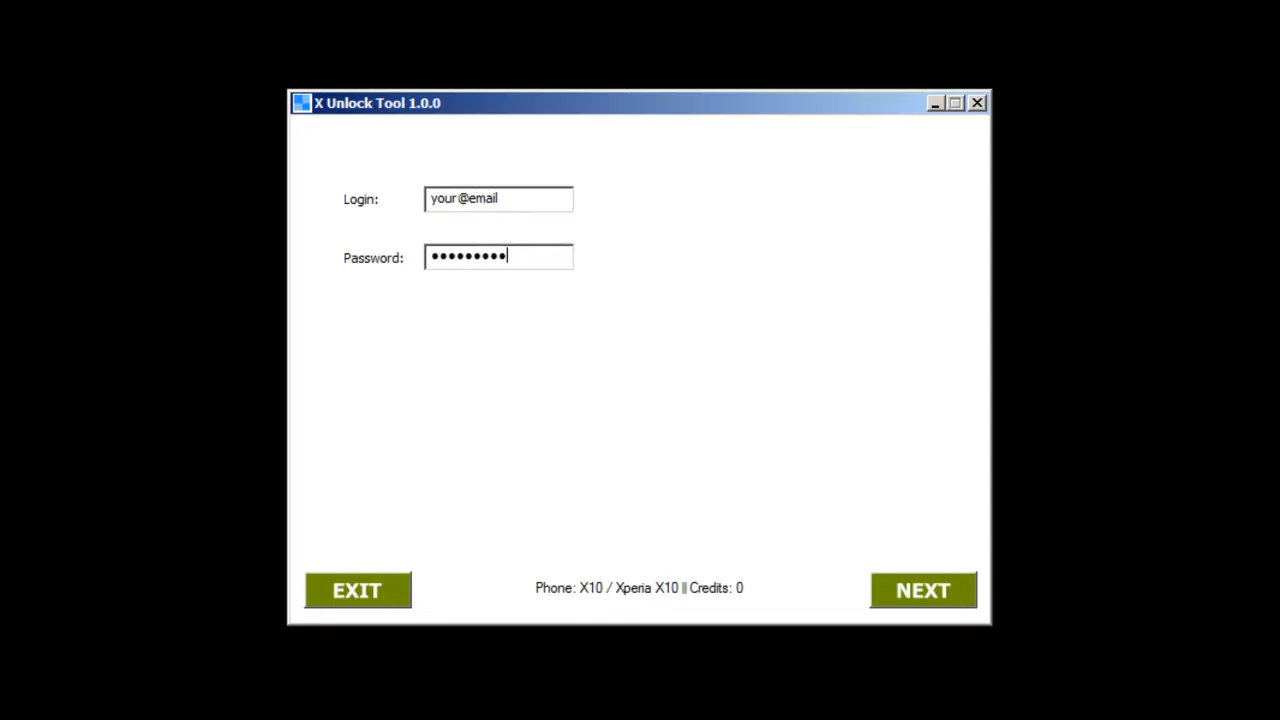 X Unlock Tool 1.0.0
Login: your@email
Password: •••••••••
EXIT
Phone: X10 / Xperia X10 || Credits: 0
NEXT